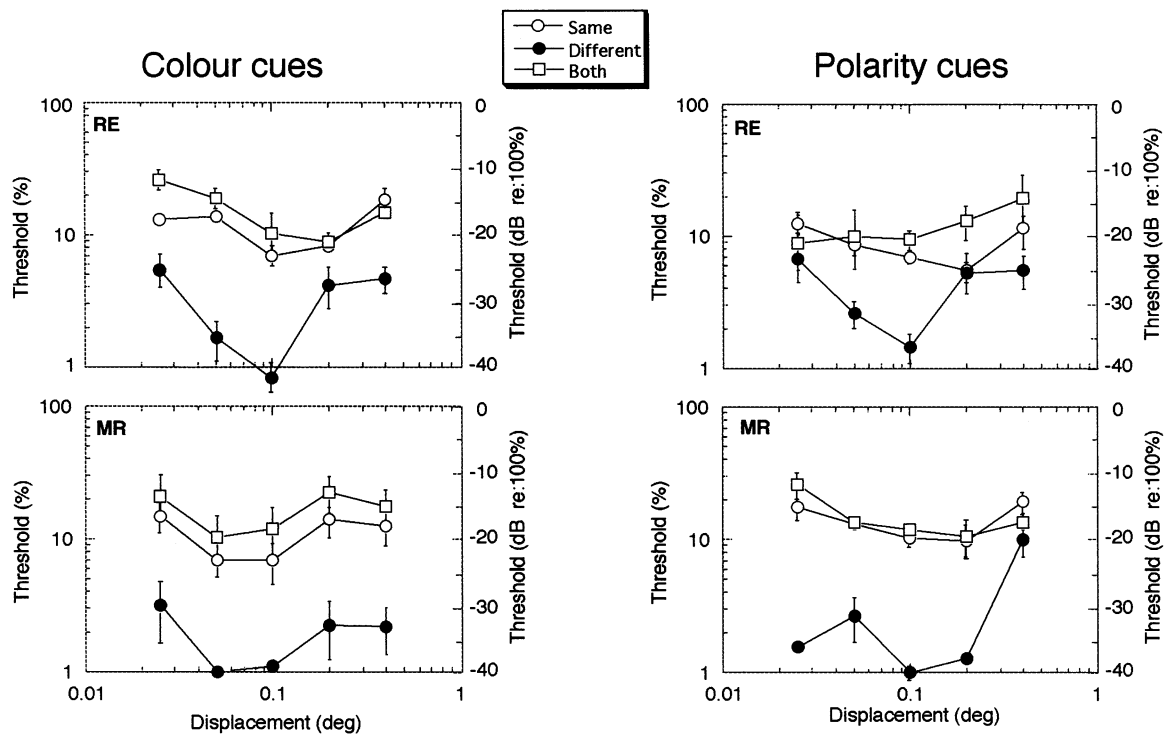 Same
Different
Both
Colour cues
Polarity cues
RE
100
10
1
Threshold (%)
0
-10
-20
-30
-40
Threshold (dB re:100%)
RE
100
10
1
Threshold (%)
0
-10
-20
-30
-40
Threshold (dB re:100%)
MR
100
10
1
Threshold (%)
0
-10
-20
-30
-40
Threshold (dB re:100%)
0.01
0.1
1
Displacement (deg)
MR
100
10
1
Threshold (%)
0
-10
-20
-30
-40
Threshold (dB re:100%)
0.01
0.1
1
Displacement (deg)